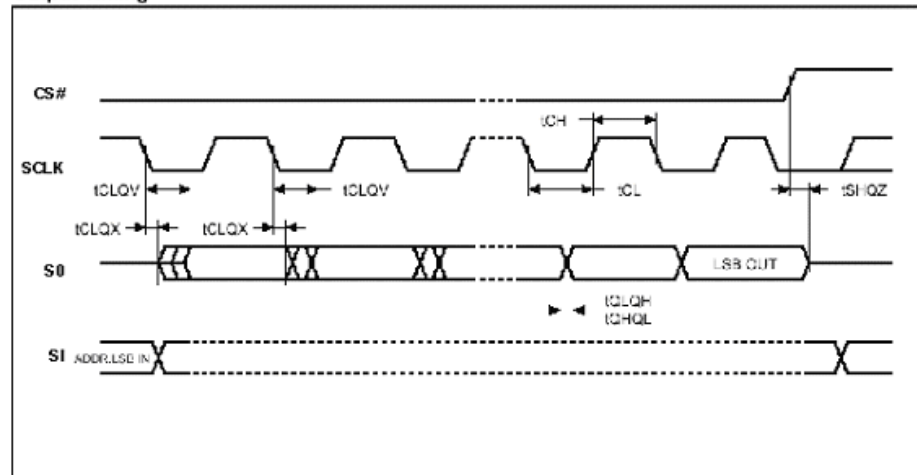 CS#
tCH
SCLK
tCLQV
tCLQV
tCL
tSHQZ
tCLQX
tCLQX
SO
LSB OUT
tQLQH
tQHQL
SI
ADDR.LSB IN